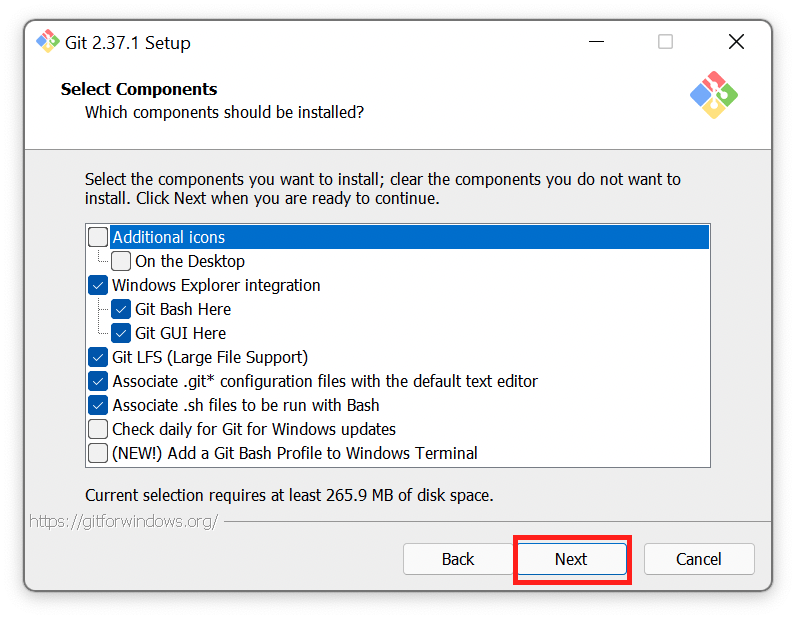 Git 2.37.1 Setup
Select Components
Which components should be installed?
Select the components you want to install; clear the components you do not want to
install. Click Next when you are ready to continue.
Additional icons
On the Desktop
Windows Explorer integration
Git Bash Here
Git GUI Here
Git LFS (Large File Support)
Associate .git* configuration files with the default text editor
Associate .sh files to be run with Bash
Check daily for Git for Windows updates
(NEW!) Add a Git Bash Profile to Windows Terminal
Current selection requires at least 265.9 MB of disk space.
https://gitforwindows.org/
Back Next Cancel